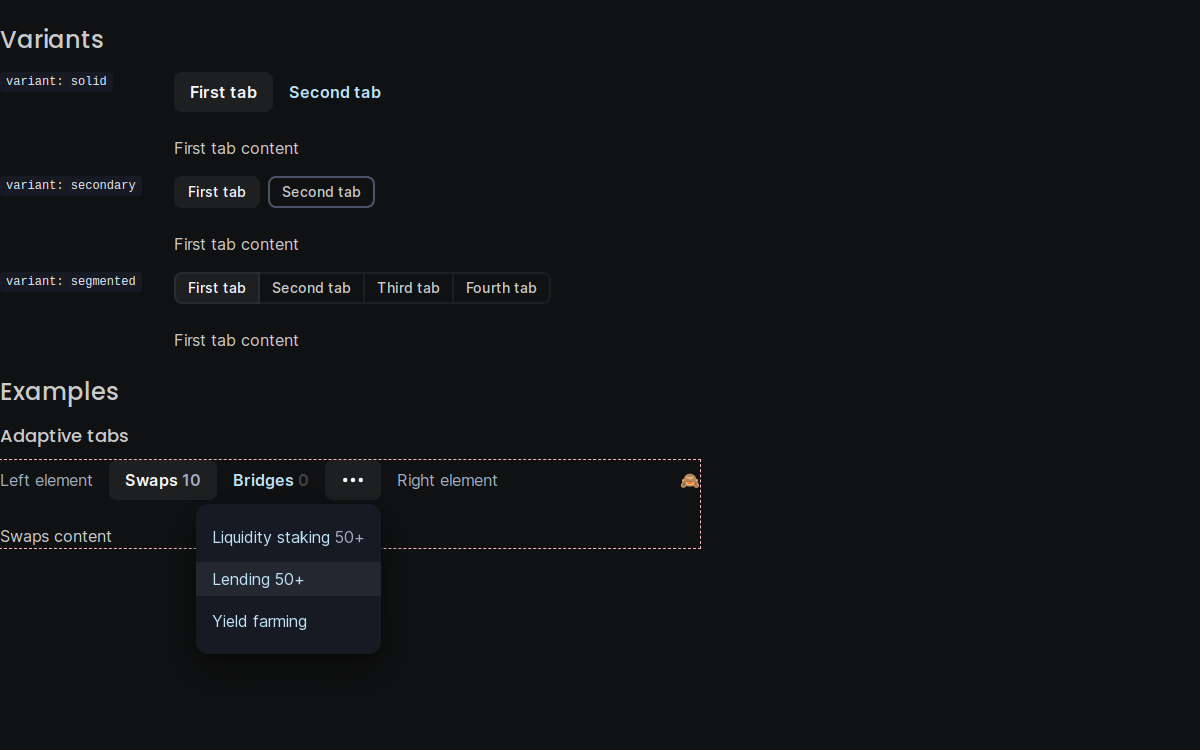 Variants
variant: solid
First tab Second tab
First tab content
variant: secondary
First tab Second tab
First tab content
variant: segmented
First tab Second tab Third tab Fourth tab
First tab content
Examples
Adaptive tabs
Left element Swaps 10 Bridges 0 ••• Right element 🙈
Swaps content
Liquidity staking 50+
Lending 50+
Yield farming